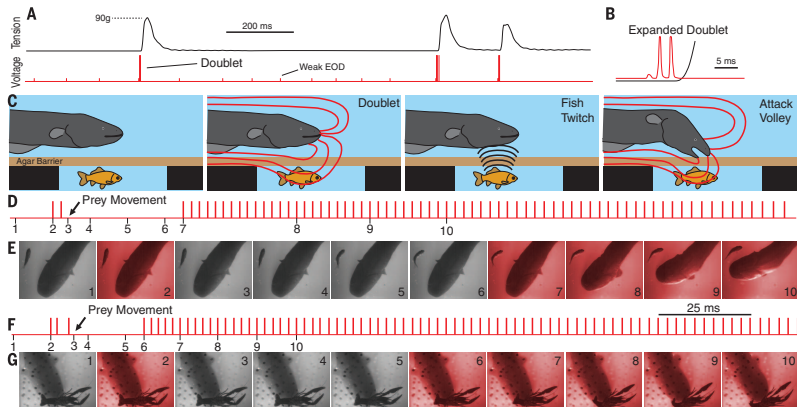 A
B
Tension
90g
200 ms
Expanded Doublet
Voltage
Doublet
Weak EOD
5 ms
C
Agar Barrier
Doublet
Fish
Twitch
Attack
Volley
D
Prey Movement
1 2 3 4 5 6 7 8 9 10
E
1 2 3 4 5 6 7 8 9 10
F
Prey Movement
25 ms
1 2 3 4 5 6 7 8 9 10
G
1 2 3 4 5 6 7 8 9 10